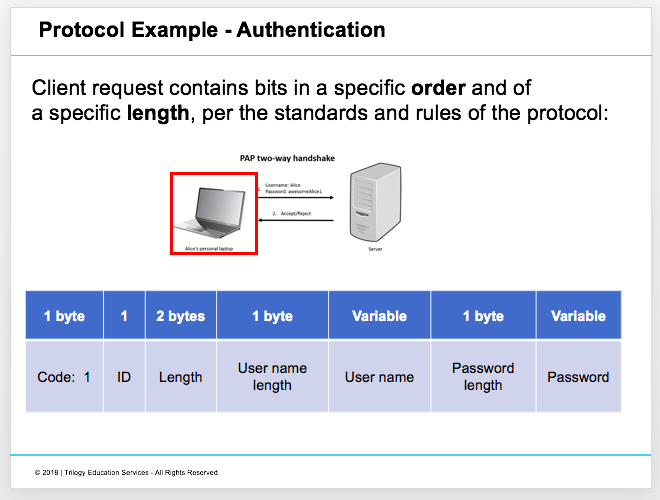 Protocol Example - Authentication
Client request contains bits in a specific order and of
a specific length, per the standards and rules of the protocol:
PAP two-way handshake
1. Username: Alice
Password: awesomeAlice1
2. Accept/Reject
Alice's personal laptop
Server
1 byte 1 2 bytes 1 byte Variable 1 byte Variable
Code: 1 ID Length User name length User name Password length Password
© 2018 | Trilogy Education Services - All Rights Reserved